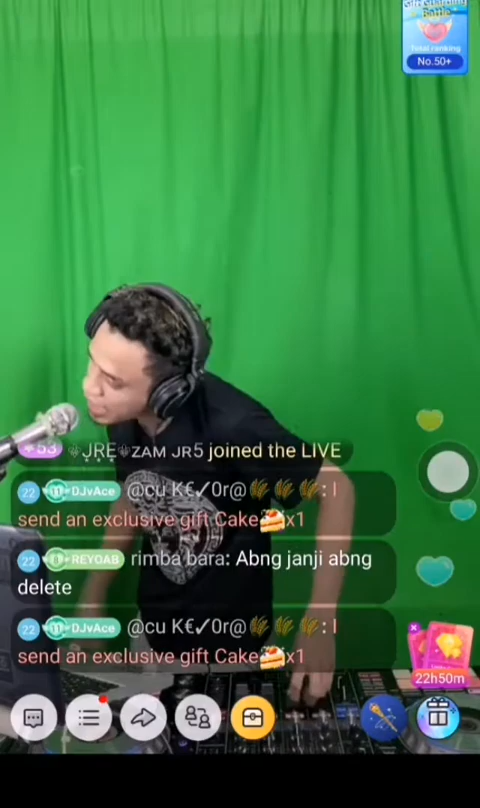 Gift Guarding
Battle
Total ranking
No.50+
53 JRE ZAM JR5 joined the LIVE
22 DJvAce @cu K€✓0r@🌾🌾🌾: I
send an exclusive gift Cake🍰x1
22 REYOAB rimba bara: Abng janji abng
delete
22 DJvAce @cu K€✓0r@🌾🌾🌾: I
send an exclusive gift Cake🍰x1
22h50m